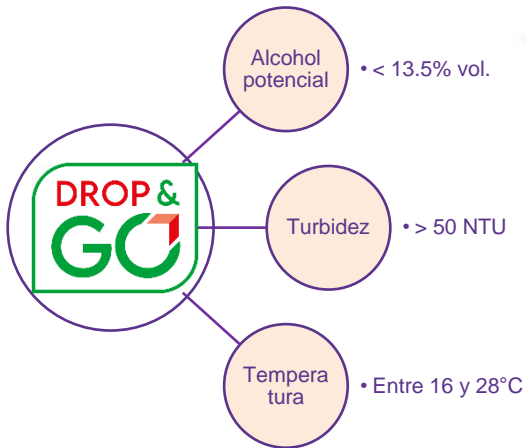 Alcohol
potencial
• < 13.5% vol.
DROP &
GO
Turbidez
• > 50 NTU
Tempera
tura
• Entre 16 y 28°C